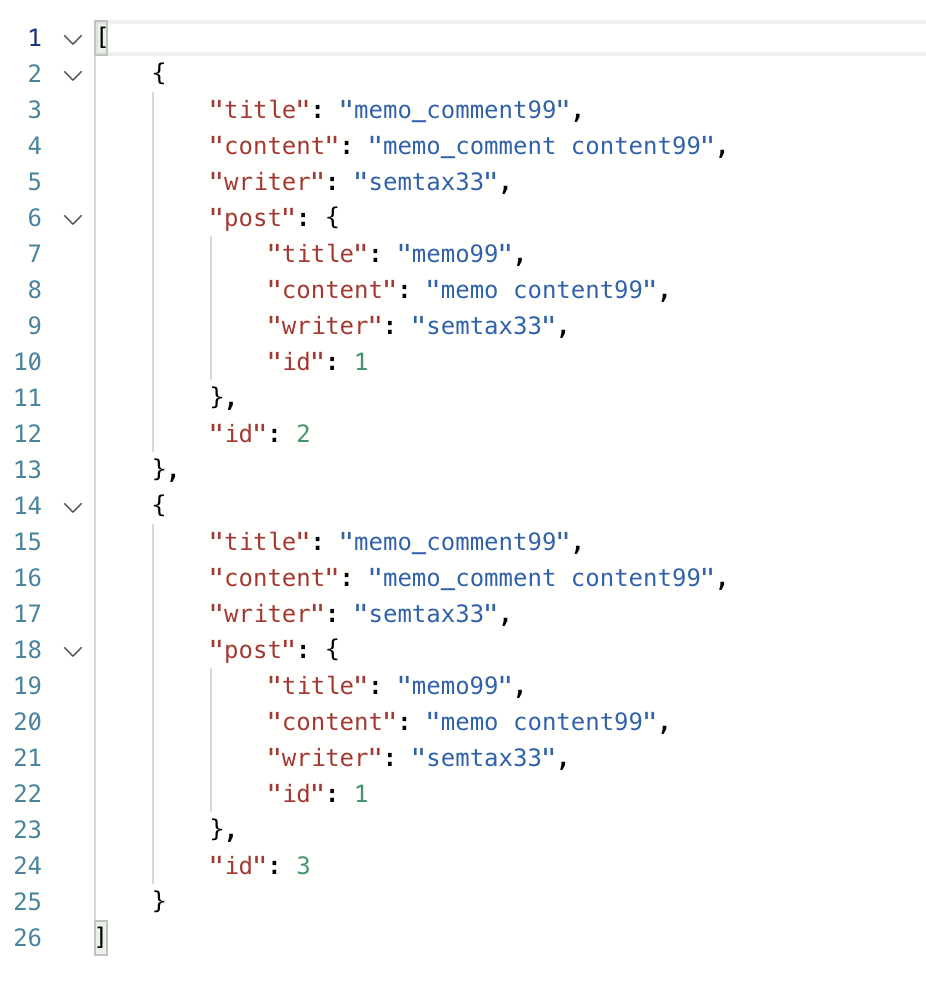 1 [
2 {
3 "title": "memo_comment99",
4 "content": "memo_comment content99",
5 "writer": "semtax33",
6 "post": {
7 "title": "memo99",
8 "content": "memo content99",
9 "writer": "semtax33",
10 "id": 1
11 },
12 "id": 2
13 },
14 {
15 "title": "memo_comment99",
16 "content": "memo_comment content99",
17 "writer": "semtax33",
18 "post": {
19 "title": "memo99",
20 "content": "memo content99",
21 "writer": "semtax33",
22 "id": 1
23 },
24 "id": 3
25 }
26 ]